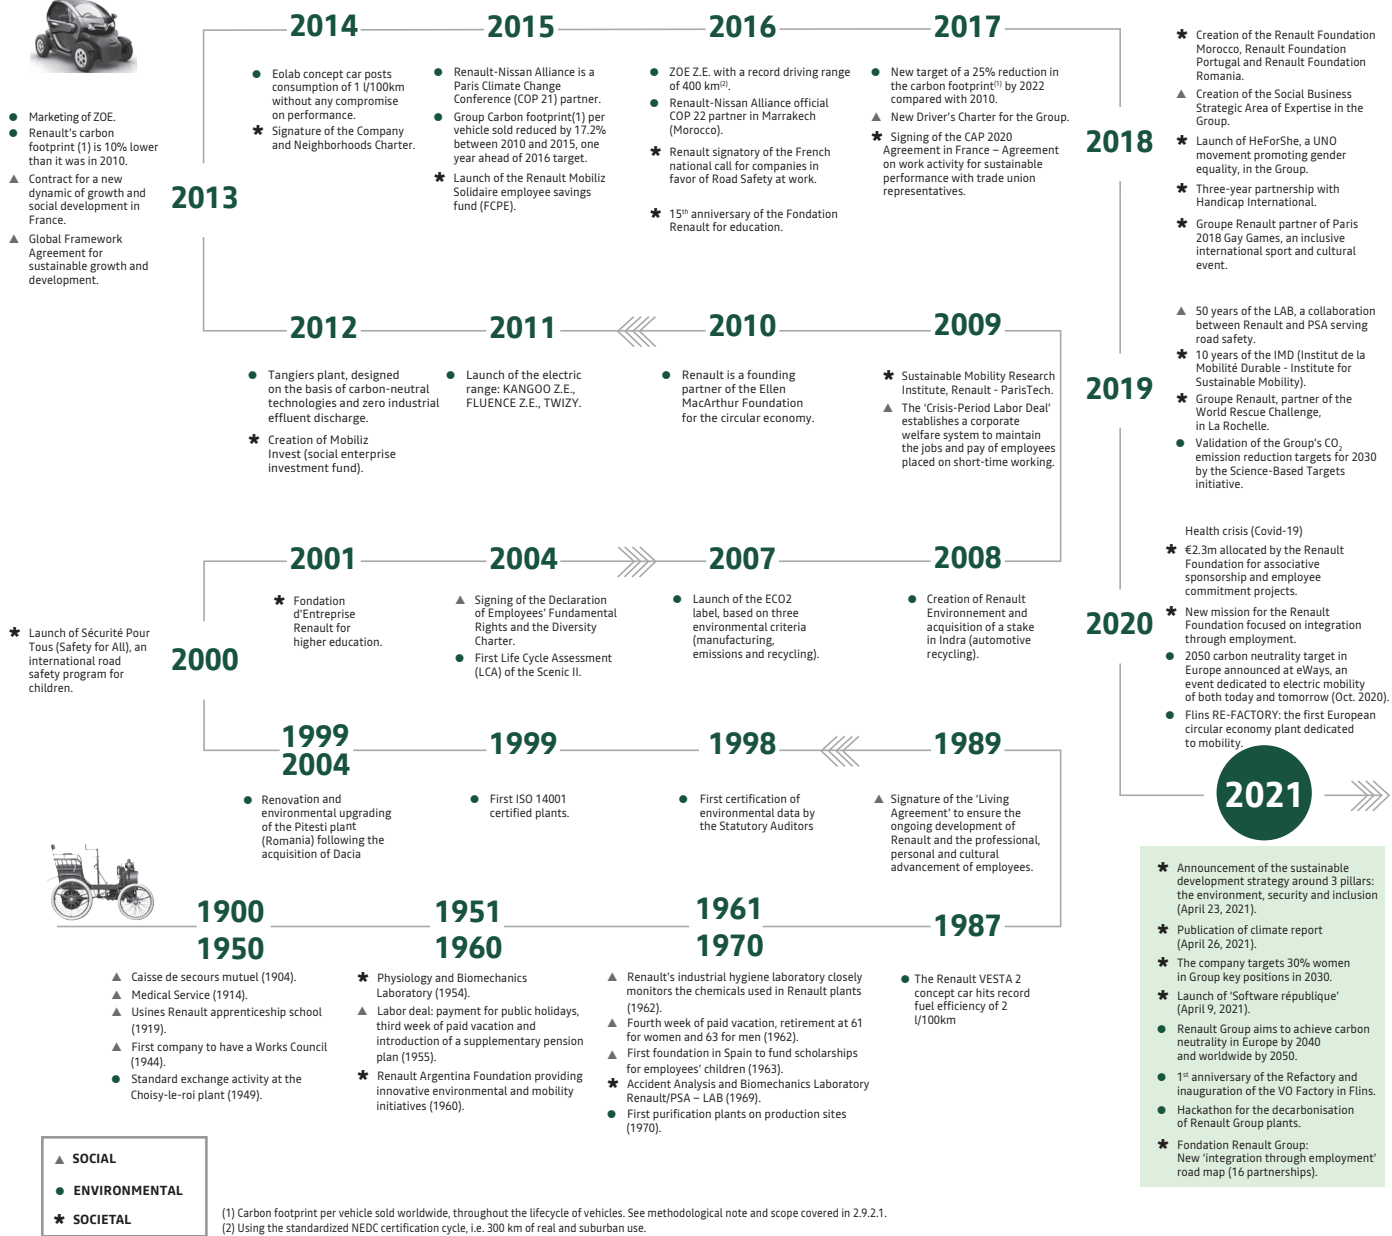 1900
1950
▲ Caisse de secours mutuel (1904).
▲ Medical Service (1914).
▲ Usines Renault apprenticeship school
(1919).
▲ First company to have a Works Council
(1944).
● Standard exchange activity at the
Choisy-le-roi plant (1949).
1951
1960
* Physiology and Biomechanics
Laboratory (1954).
▲ Labor deal: payment for public holidays,
third week of paid vacation and
introduction of a supplementary pension
plan (1955).
* Renault Argentina Foundation providing
innovative environmental and mobility
initiatives (1960).
1961
1970
▲ Renault's industrial hygiene laboratory closely
monitors the chemicals used in Renault plants
(1962).
▲ Fourth week of paid vacation, retirement at 61
for women and 63 for men (1962).
▲ First foundation in Spain to fund scholarships
for employees' children (1963).
* Accident Analysis and Biomechanics Laboratory
Renault/PSA – LAB (1969).
● First purification plants on production sites
(1970).
1987
● The Renault VESTA 2
concept car hits record
fuel efficiency of 2
l/100km
1989
▲ Signature of the 'Living
Agreement' to ensure the
ongoing development of
Renault and the professional,
personal and cultural
advancement of employees.
1998
● First certification of
environmental data by
the Statutory Auditors
1999
● First ISO 14001
certified plants.
1999
2004
● Renovation and
environmental upgrading
of the Pitesti plant
(Romania) following the
acquisition of Dacia
2000
* Launch of Sécurité Pour
Tous (Safety for All), an
international road
safety program for
children.
2001
* Fondation
d'Entreprise
Renault for
higher education.
2004
▲ Signing of the Declaration
of Employees' Fundamental
Rights and the Diversity
Charter.
● First Life Cycle Assessment
(LCA) of the Scenic II.
2007
● Launch of the ECO2
label, based on three
environmental criteria
(manufacturing,
emissions and recycling).
2008
● Creation of Renault
Environnement and
acquisition of a stake
in Indra (automotive
recycling).
2009
* Sustainable Mobility Research
Institute, Renault - ParisTech.
▲ The 'Crisis-Period Labor Deal'
establishes a corporate
welfare system to maintain
the jobs and pay of employees
placed on short-time working.
2010
● Renault is a founding
partner of the Ellen
MacArthur Foundation
for the circular economy.
2011
● Launch of the electric
range: KANGOO Z.E.,
FLUENCE Z.E., TWIZY.
2012
● Tangiers plant, designed
on the basis of carbon-neutral
technologies and zero industrial
effluent discharge.
* Creation of Mobiliz
Invest (social enterprise
investment fund).
2013
● Marketing of ZOE.
● Renault's carbon
footprint (1) is 10% lower
than it was in 2010.
▲ Contract for a new
dynamic of growth and
social development in
France.
▲ Global Framework
Agreement for
sustainable growth and
development.
2014
● Eolab concept car posts
consumption of 1 l/100km
without any compromise
on performance.
* Signature of the Company
and Neighborhoods Charter.
2015
● Renault-Nissan Alliance is a
Paris Climate Change
Conference (COP 21) partner.
● Group Carbon footprint(1) per
vehicle sold reduced by 17.2%
between 2010 and 2015, one
year ahead of 2016 target.
* Launch of the Renault Mobiliz
Solidaire employee savings
fund (FCPE).
2016
● ZOE Z.E. with a record driving range
of 400 km(2).
● Renault-Nissan Alliance official
COP 22 partner in Marrakech
(Morocco).
* Renault signatory of the French
national call for companies in
favor of Road Safety at work.
* 15th anniversary of the Fondation
Renault for education.
2017
● New target of a 25% reduction in
the carbon footprint(1) by 2022
compared with 2010.
▲ New Driver's Charter for the Group.
* Signing of the CAP 2020
Agreement in France – Agreement
on work activity for sustainable
performance with trade union
representatives.
2018
* Creation of the Renault Foundation
Morocco, Renault Foundation
Portugal and Renault Foundation
Romania.
▲ Creation of the Social Business
Strategic Area of Expertise in the
Group.
* Launch of HeForShe, a UNO
movement promoting gender
equality, in the Group.
* Three-year partnership with
Handicap International.
* Groupe Renault partner of Paris
2018 Gay Games, an inclusive
international sport and cultural
event.
2019
▲ 50 years of the LAB, a collaboration
between Renault and PSA serving
road safety.
* 10 years of the IMD (Institut de la
Mobilité Durable - Institute for
Sustainable Mobility).
* Groupe Renault, partner of the
World Rescue Challenge,
in La Rochelle.
● Validation of the Group's CO2
emission reduction targets for 2030
by the Science-Based Targets
initiative.
2020
Health crisis (Covid-19)
* €2.3m allocated by the Renault
Foundation for associative
sponsorship and employee
commitment projects.
* New mission for the Renault
Foundation focused on integration
through employment.
● 2050 carbon neutrality target in
Europe announced at eWays, an
event dedicated to electric mobility
of both today and tomorrow (Oct. 2020).
● Flins RE-FACTORY: the first European
circular economy plant dedicated
to mobility.
2021
* Announcement of the sustainable
development strategy around 3 pillars:
the environment, security and inclusion
(April 23, 2021).
* Publication of climate report
(April 26, 2021).
* The company targets 30% women
in Group key positions in 2030.
* Launch of 'Software république'
(April 9, 2021).
● Renault Group aims to achieve carbon
neutrality in Europe by 2040
and worldwide by 2050.
● 1st anniversary of the Refactory and
inauguration of the VO Factory in Flins.
● Hackathon for the decarbonisation
of Renault Group plants.
* Fondation Renault Group:
New 'integration through employment'
road map (16 partnerships).
▲ SOCIAL
● ENVIRONMENTAL
* SOCIETAL
(1) Carbon footprint per vehicle sold worldwide, throughout the lifecycle of vehicles. See methodological note and scope covered in 2.9.2.1.
(2) Using the standardized NEDC certification cycle, i.e. 300 km of real and suburban use.